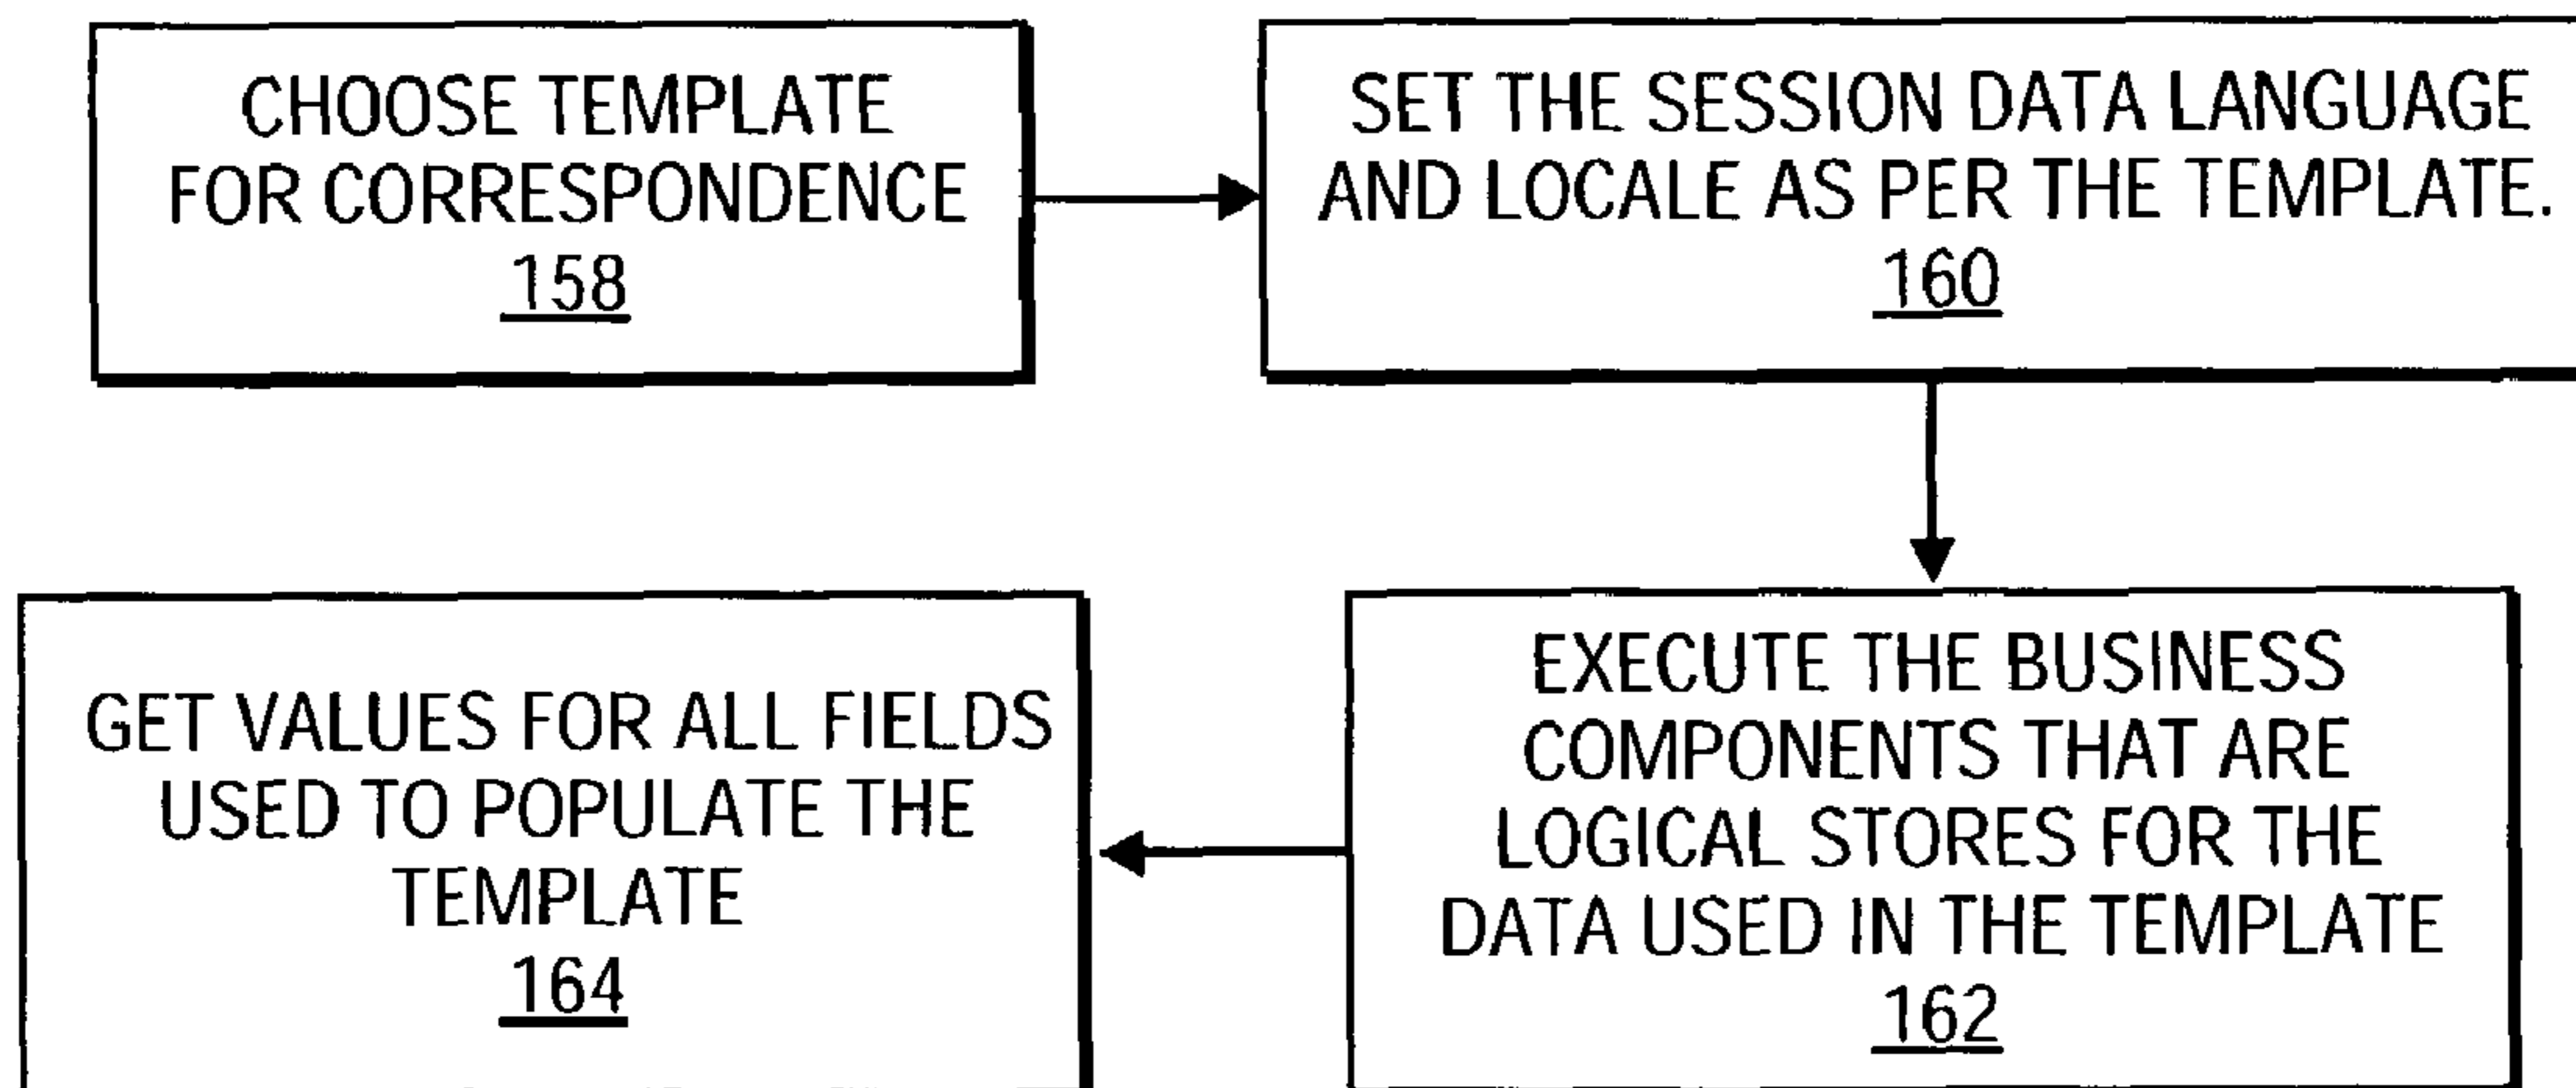 CHOOSE TEMPLATE
FOR CORRESPONDENCE
158
SET THE SESSION DATA LANGUAGE
AND LOCALE AS PER THE TEMPLATE.
160
EXECUTE THE BUSINESS
COMPONENTS THAT ARE
LOGICAL STORES FOR THE
DATA USED IN THE TEMPLATE
162
GET VALUES FOR ALL FIELDS
USED TO POPULATE THE
TEMPLATE
164